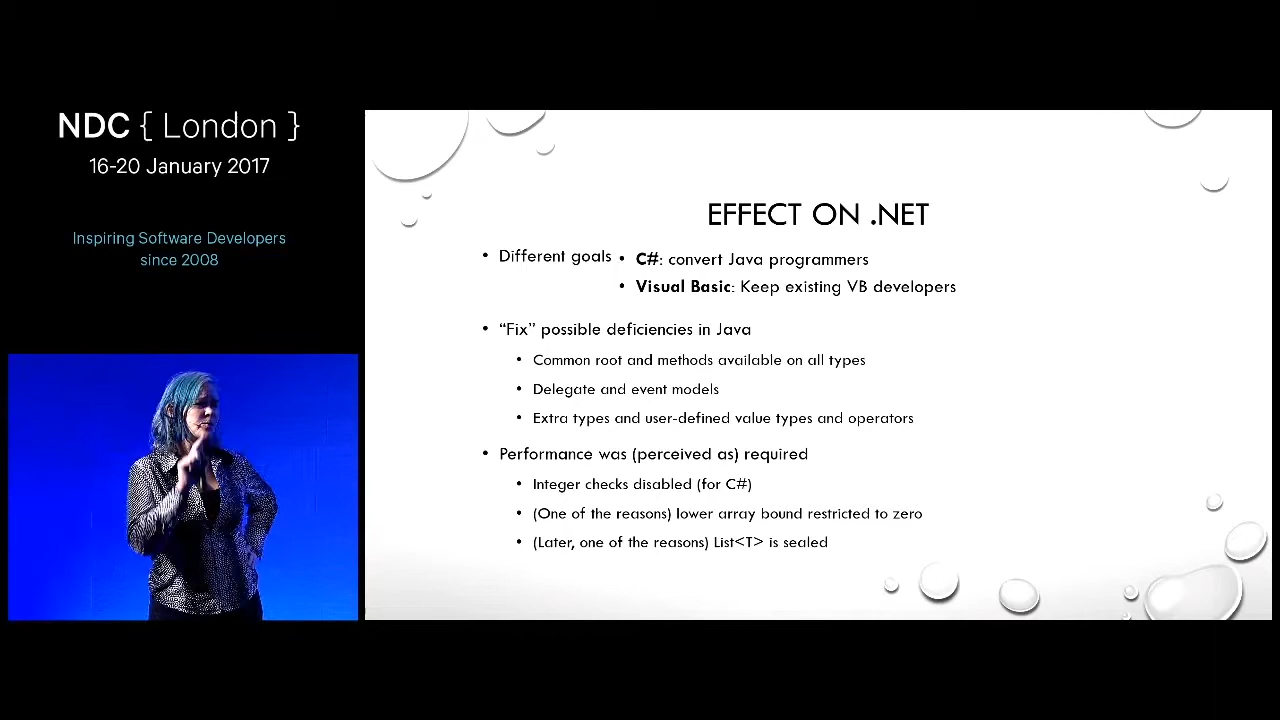 NDC { London }
16-20 January 2017
Inspiring Software Developers
since 2008
EFFECT ON .NET
• Different goals
• C#: convert Java programmers
• Visual Basic: Keep existing VB developers
• “Fix” possible deficiencies in Java
• Common root and methods available on all types
• Delegate and event models
• Extra types and user-defined value types and operators
• Performance was (perceived as) required
• Integer checks disabled (for C#)
• (One of the reasons) lower array bound restricted to zero
• (Later, one of the reasons) List<T> is sealed